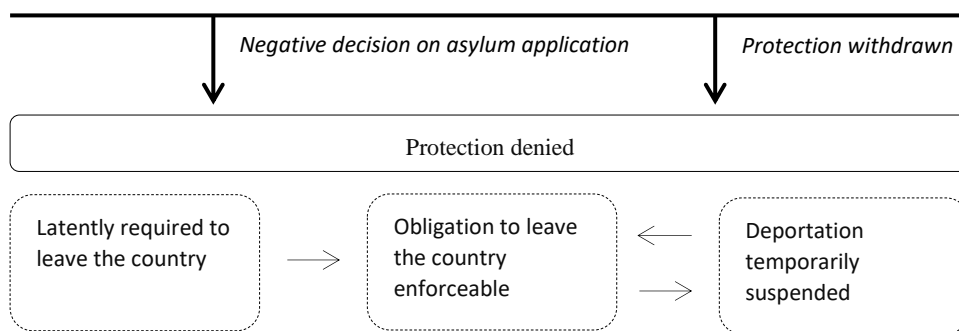 Negative decision on asylum application
Protection withdrawn
Protection denied
Latently required to
leave the country
Obligation to leave
the country
enforceable
Deportation
temporarily
suspended